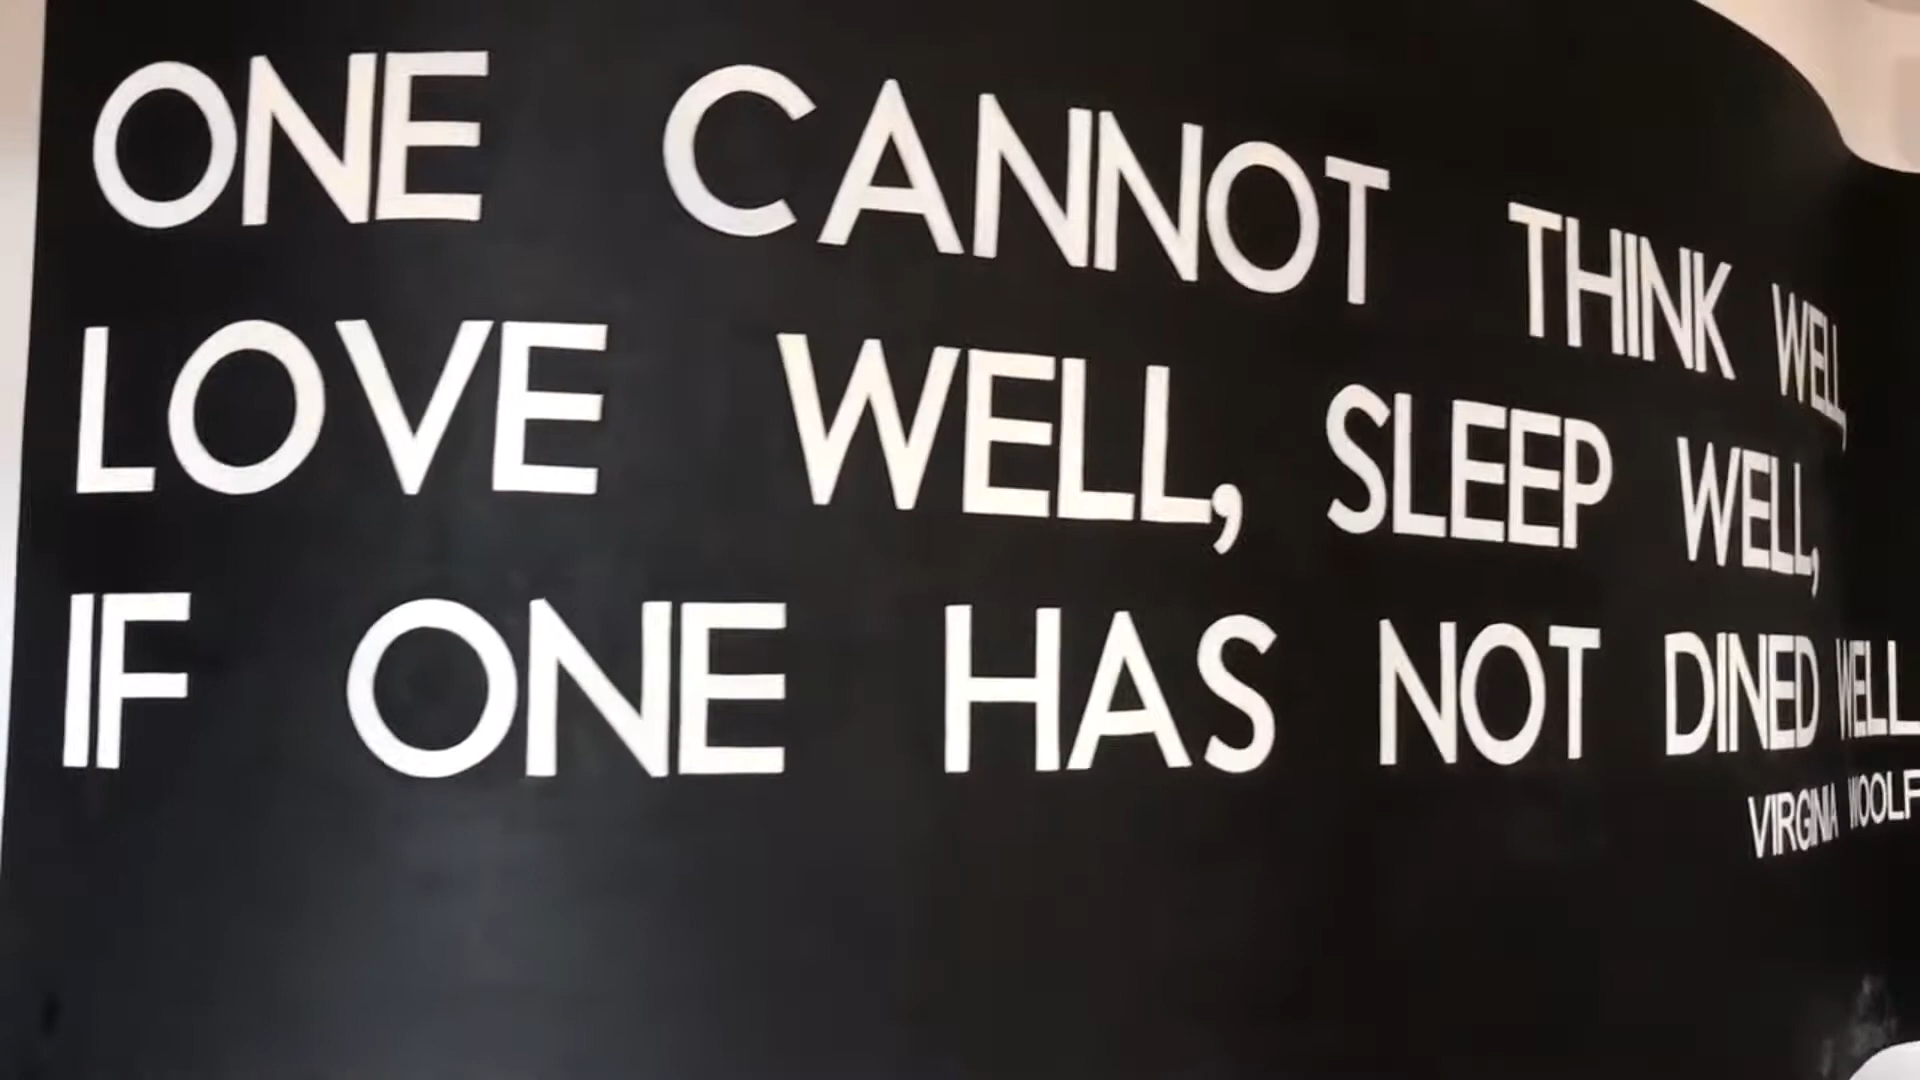 ONE CANNOT THINK WELL,
LOVE WELL, SLEEP WELL,
IF ONE HAS NOT DINED WELL
VIRGINIA WOOLF